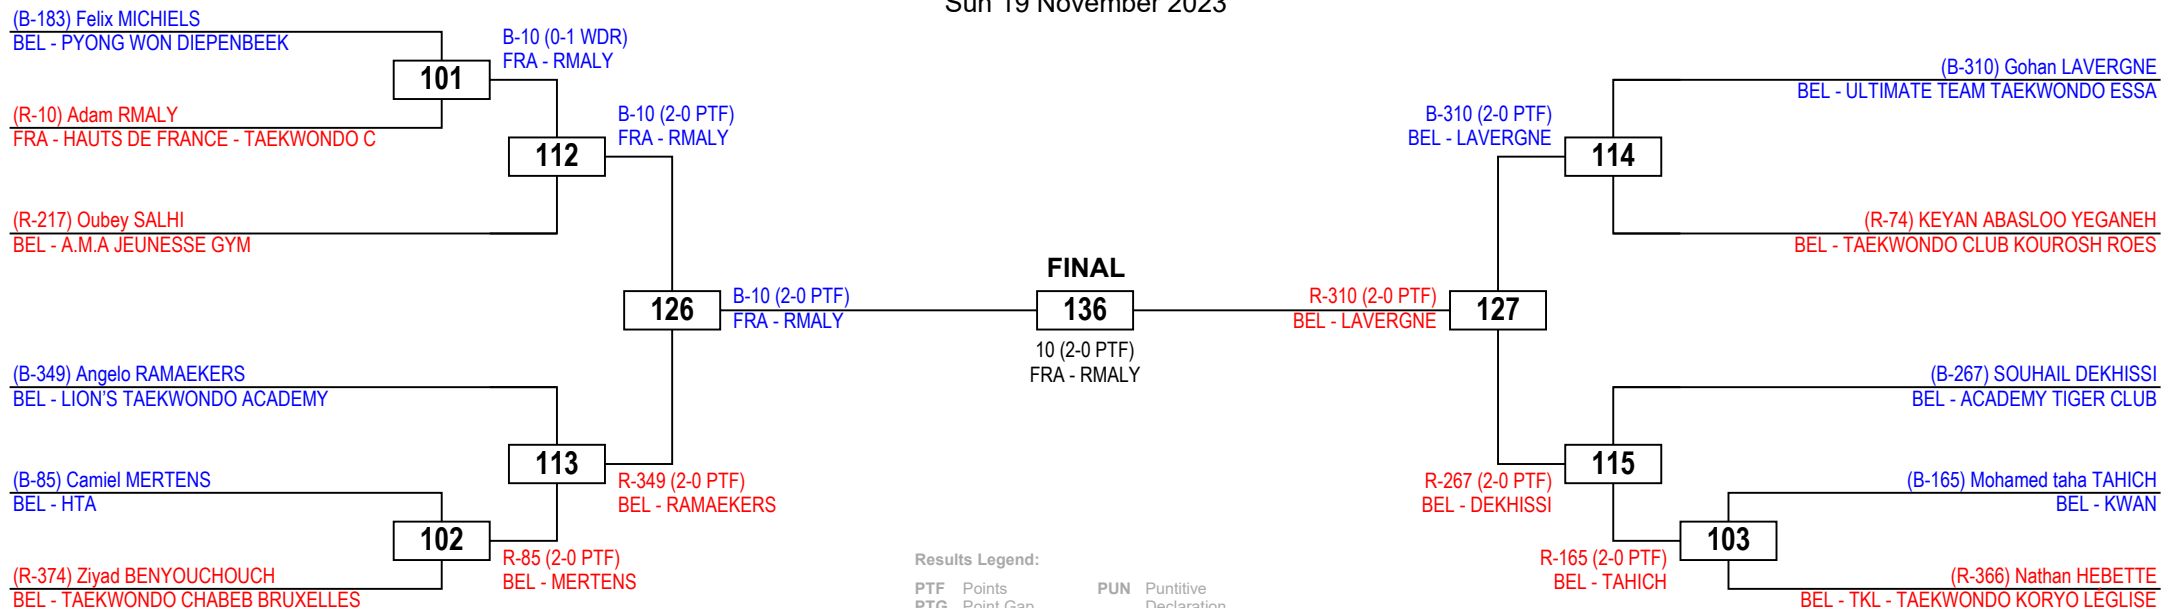 Sun 19 November 2023
(B-183) Felix MICHIELS
BEL - PYONG WON DIEPENBEEK
B-10 (0-1 WDR)
FRA - RMALY
101
(R-10) Adam RMALY
FRA - HAUTS DE FRANCE - TAEKWONDO C
B-10 (2-0 PTF)
FRA - RMALY
112
(R-217) Oubey SALHI
BEL - A.M.A JEUNESSE GYM
126
B-10 (2-0 PTF)
FRA - RMALY
(B-349) Angelo RAMAEKERS
BEL - LION'S TAEKWONDO ACADEMY
113
R-349 (2-0 PTF)
BEL - RAMAEKERS
(B-85) Camiel MERTENS
BEL - HTA
102
R-85 (2-0 PTF)
BEL - MERTENS
(R-374) Ziyad BENYOUCHOUCH
BEL - TAEKWONDO CHABEB BRUXELLES
FINAL
136
10 (2-0 PTF)
FRA - RMALY
(B-310) Gohan LAVERGNE
BEL - ULTIMATE TEAM TAEKWONDO ESSA
B-310 (2-0 PTF)
BEL - LAVERGNE
114
(R-74) KEYAN ABASLOO YEGANEH
BEL - TAEKWONDO CLUB KOUROSH ROES
R-310 (2-0 PTF)
BEL - LAVERGNE
127
(B-267) SOUHAIL DEKHISSI
BEL - ACADEMY TIGER CLUB
115
R-267 (2-0 PTF)
BEL - DEKHISSI
(B-165) Mohamed taha TAHICH
BEL - KWAN
103
R-165 (2-0 PTF)
BEL - TAHICH
(R-366) Nathan HEBETTE
BEL - TKL - TAEKWONDO KORYO LÉGLISE
Results Legend:
PTF Points PUN Puntitive
PTG Point Gap Declaration